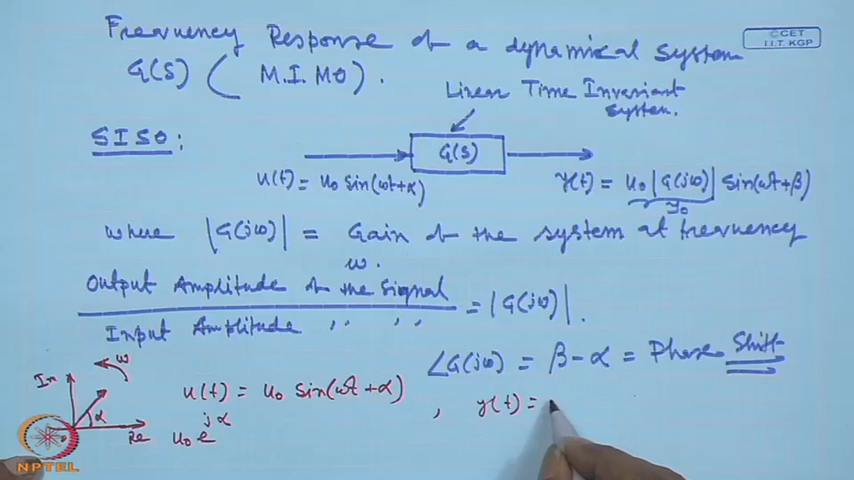 Frequency Response of a dynamical System
G(S) ( M.I.MO).
©CET
I.I.T. KGP
Linear Time Invariant
System.
SISO:
G(S)
u(t) = u₀ sin(ωt+α)
y(t) = u₀ |G(jω)| sin(ωt+β)
y₀
where |G(jω)| = Gain of the system at frequency
ω.
Output Amplitude of the Signal
Input Amplitude ,, ,,
= |G(jω)|.
∠G(jω) = β-α = Phase Shift
ω
Im
α
Re
0
u(t) = u₀ sin(ωt+α)
, y(t) =
u₀ e^jα
NPTEL